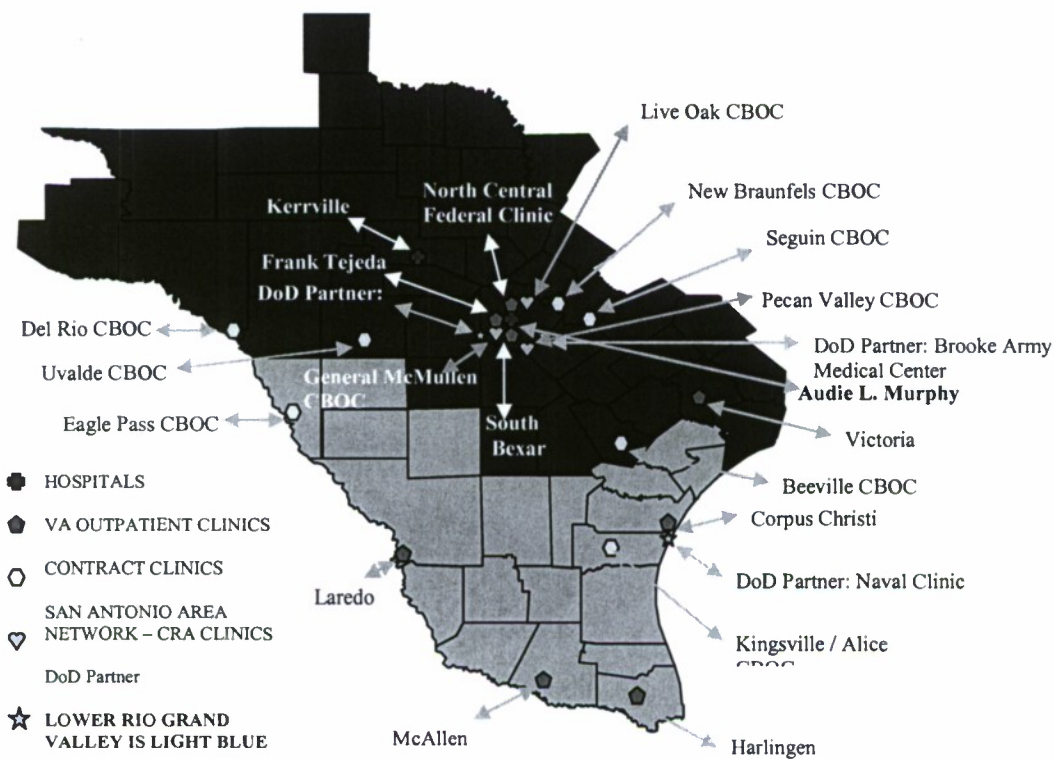 Live Oak CBOC
North Central
Federal Clinic
New Braunfels CBOC
Kerrville
Seguin CBOC
Frank Tejeda
DoD Partner:
Pecan Valley CBOC
Del Rio CBOC
DoD Partner: Brooke Army
Medical Center
Uvalde CBOC
General McMullen
CBOC
Audie L. Murphy
Eagle Pass CBOC
South
Bexar
Victoria
Beeville CBOC
Corpus Christi
DoD Partner: Naval Clinic
Laredo
Kingsville / Alice
CBOC
McAllen
Harlingen
HOSPITALS
VA OUTPATIENT CLINICS
CONTRACT CLINICS
SAN ANTONIO AREA
NETWORK – CRA CLINICS
DoD Partner
LOWER RIO GRAND
VALLEY IS LIGHT BLUE